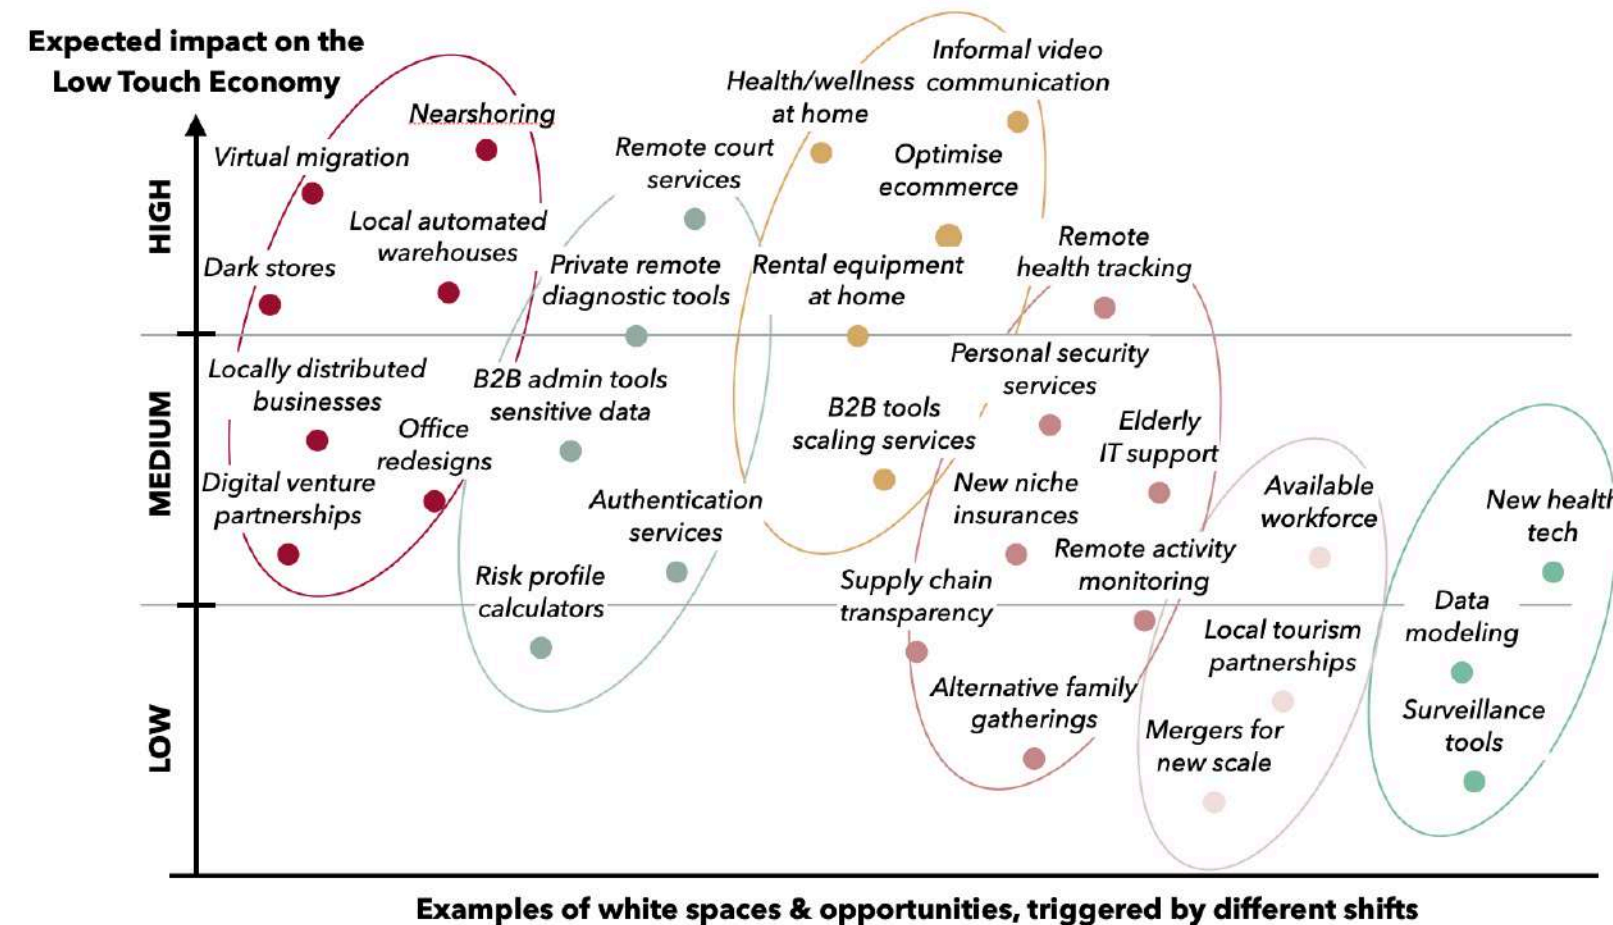 Expected impact on the
Low Touch Economy
HIGH
MEDIUM
LOW
Nearshoring
Virtual migration
Local automated
warehouses
Dark stores
Locally distributed
businesses
Office
redesigns
Digital venture
partnerships
Remote court
services
Private remote
diagnostic tools
B2B admin tools
sensitive data
Authentication
services
Risk profile
calculators
Informal video
communication
Health/wellness
at home
Optimise
ecommerce
Rental equipment
at home
B2B tools
scaling services
Remote
health tracking
Personal security
services
Elderly
IT support
New niche
insurances
Remote activity
monitoring
Supply chain
transparency
Alternative family
gatherings
Available
workforce
Local tourism
partnerships
Mergers for
new scale
New health
tech
Data
modeling
Surveillance
tools
Examples of white spaces & opportunities, triggered by different shifts